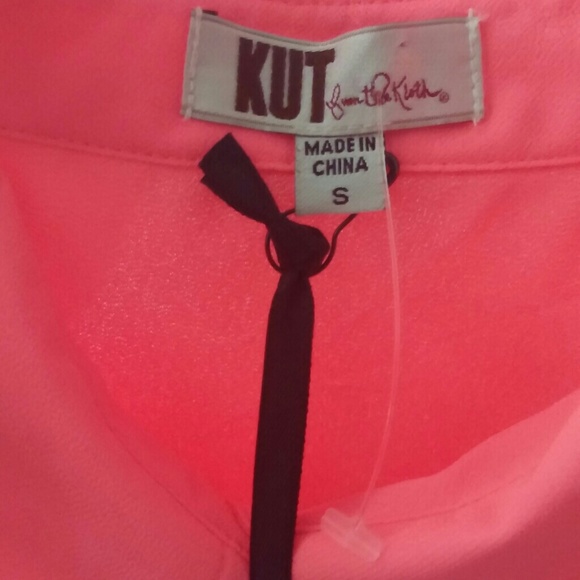 KUT from the Kloth®
MADE IN
CHINA
S